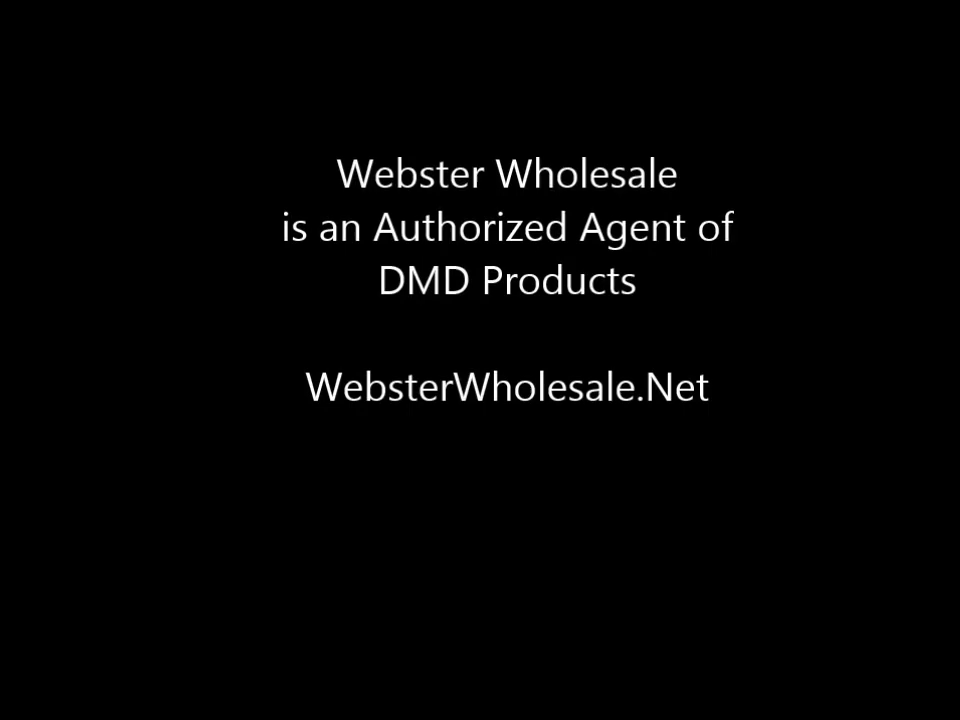 Webster Wholesale
is an Authorized Agent of
DMD Products
WebsterWholesale.Net